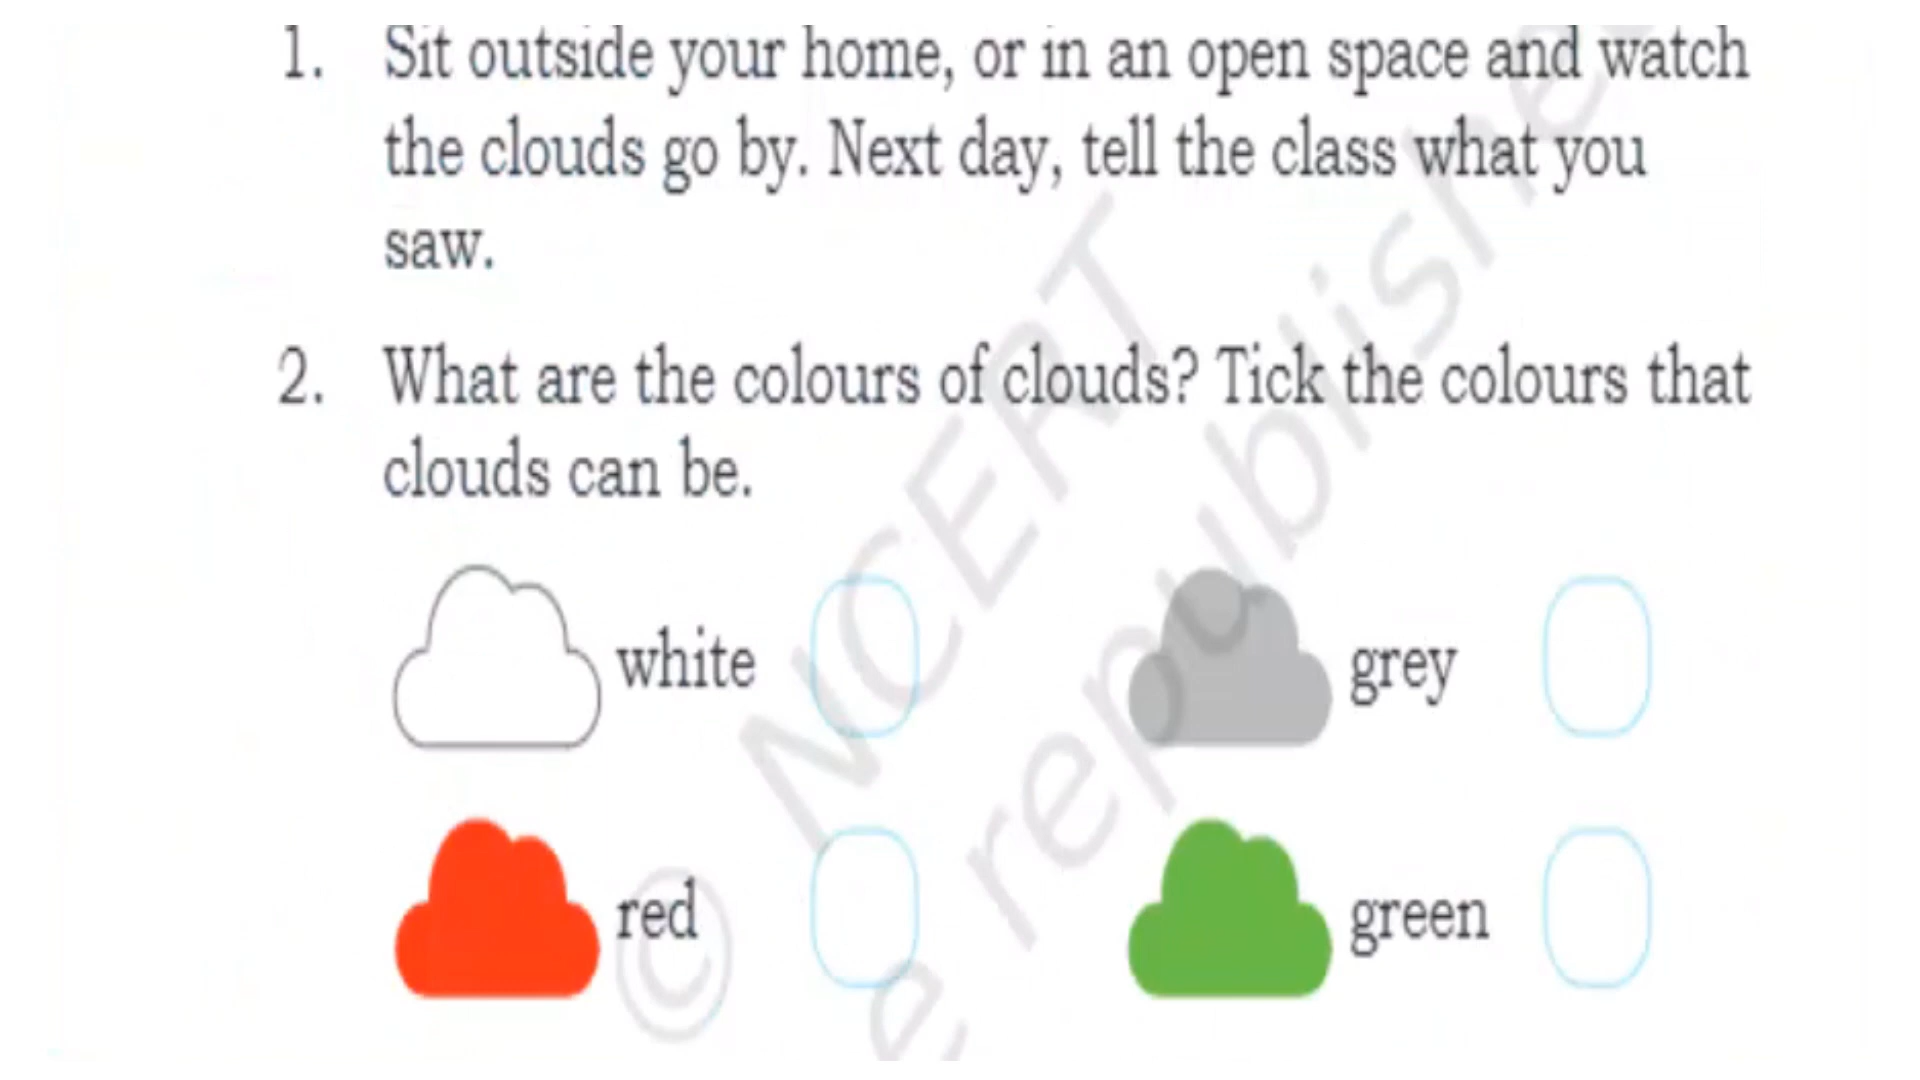 1. Sit outside your home, or in an open space and watch
the clouds go by. Next day, tell the class what you
saw.
2. What are the colours of clouds? Tick the colours that
clouds can be.
white
grey
red
green
© NCERT
e republishe